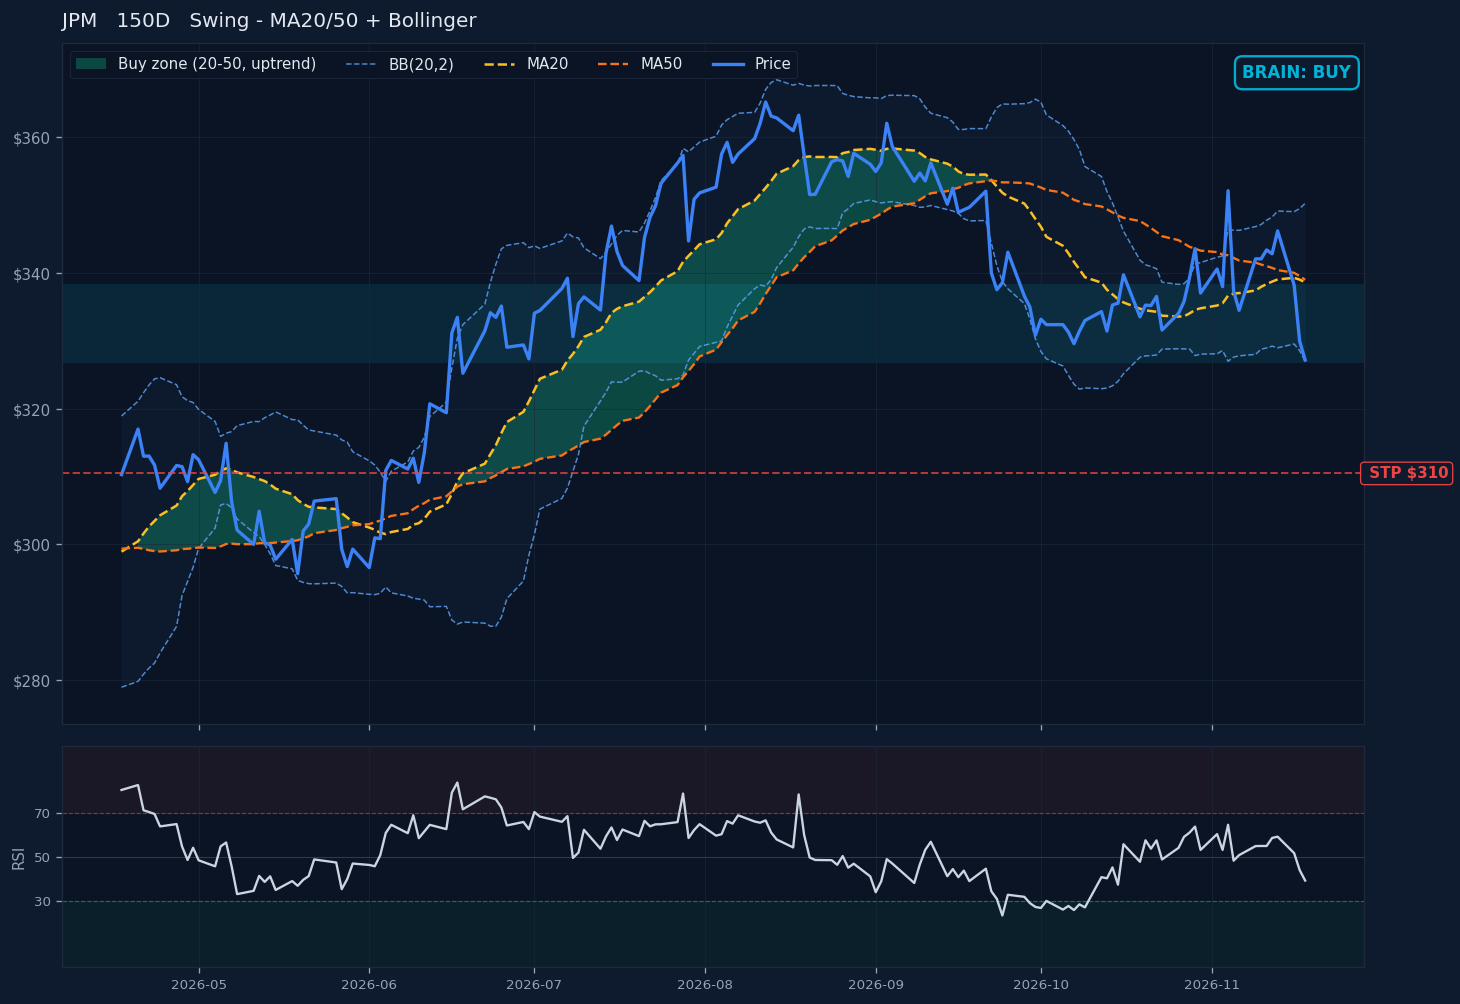 JPM   150D   Swing - MA20/50 + Bollinger
Buy zone (20-50, uptrend)   BB(20,2)   MA20   MA50   Price
BRAIN: BUY
$360
$340
$320
$300
$280
STP $310
RSI
70
50
30
2026-05   2026-06   2026-07   2026-08   2026-09   2026-10   2026-11